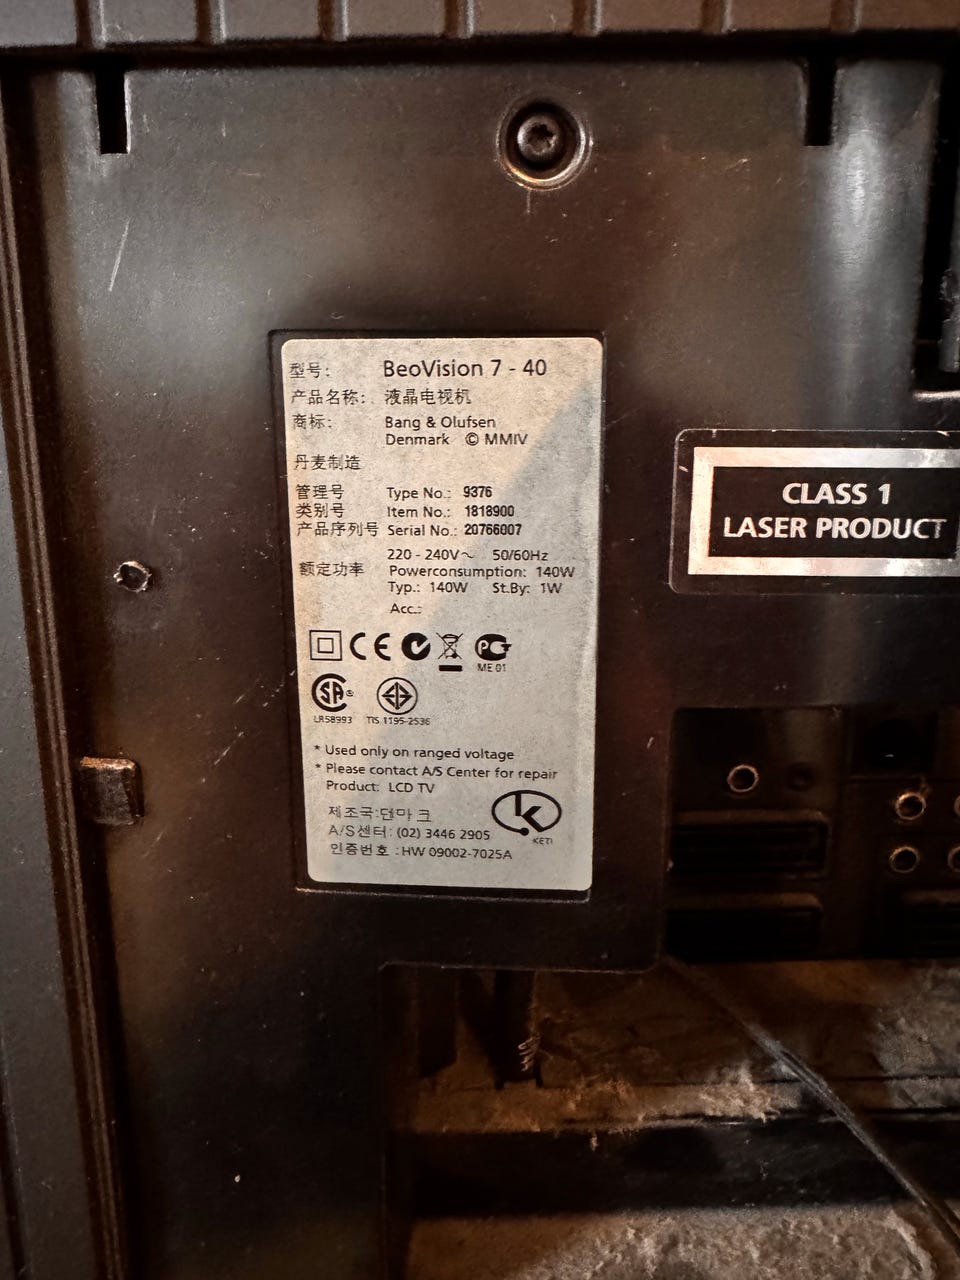 型号: BeoVision 7 - 40
产品名称: 液晶电视机
商标: Bang & Olufsen
Denmark © MMIV
丹麦制造
管理号 Type No.: 9376
类别号 Item No.: 1818900
产品序列号 Serial No.: 20766007
220 - 240V~ 50/60Hz
额定功率 Powerconsumption: 140W
Typ.: 140W St.By: 1W
Acc.:
CE
PG
ME 01
SA®
LR58993 TIS 1195-2536
* Used only on ranged voltage
* Please contact A/S Center for repair
Product: LCD TV
제조국:덴마크
A/S센터: (02) 3446 2905
인증번호 :HW 09002-7025A
K
KETI
CLASS 1
LASER PRODUCT